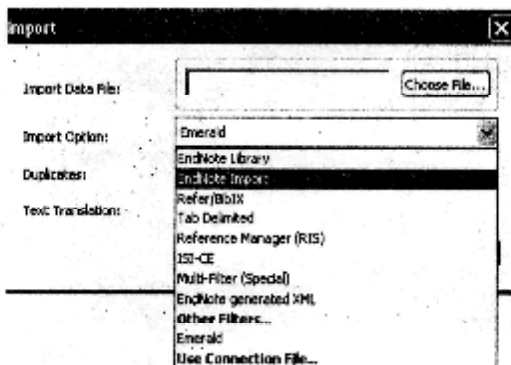 Import
Import Data File:
Choose File...
Import Option:
Emerald
Duplicates:
Text Translation:
EndNote Library
EndNote Import
Refer/BibIX
Tab Delimited
Reference Manager (RIS)
ISI-CE
Multi-Filter (Special)
EndNote generated XML
Other Filters...
Emerald
Use Connection File...